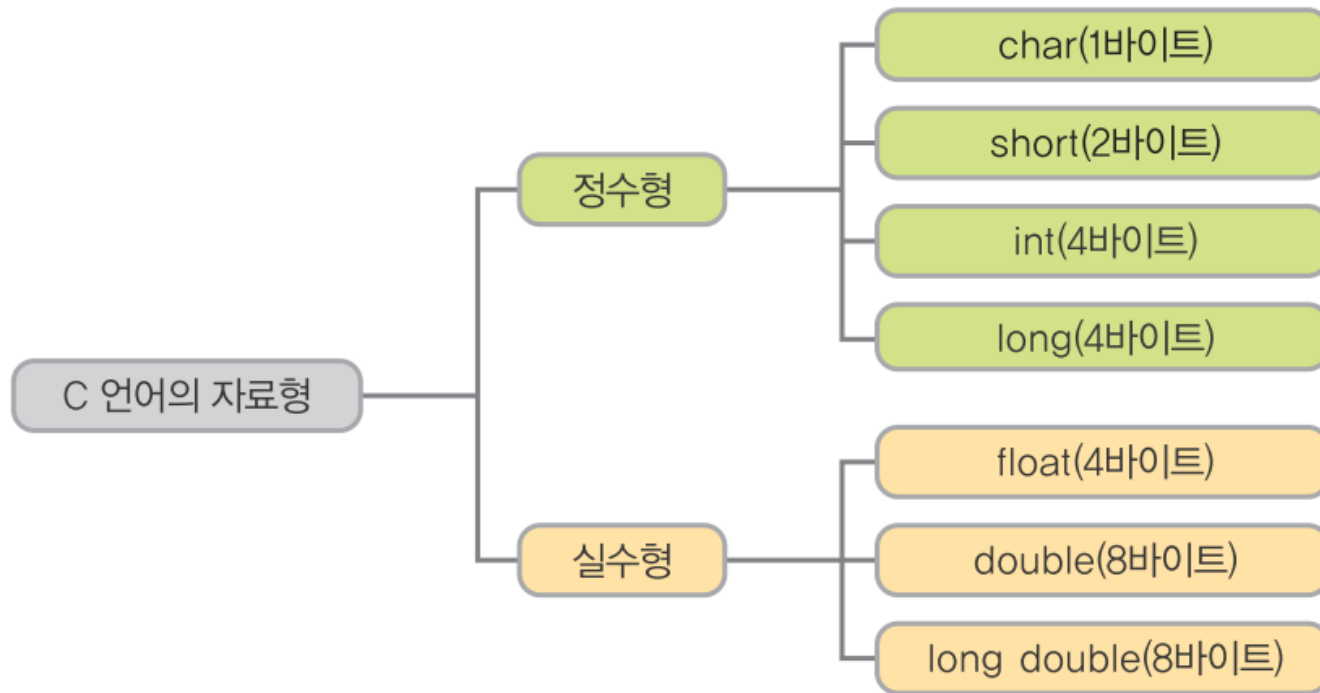 C 언어의 자료형
정수형
char(1바이트)
short(2바이트)
int(4바이트)
long(4바이트)
실수형
float(4바이트)
double(8바이트)
long double(8바이트)